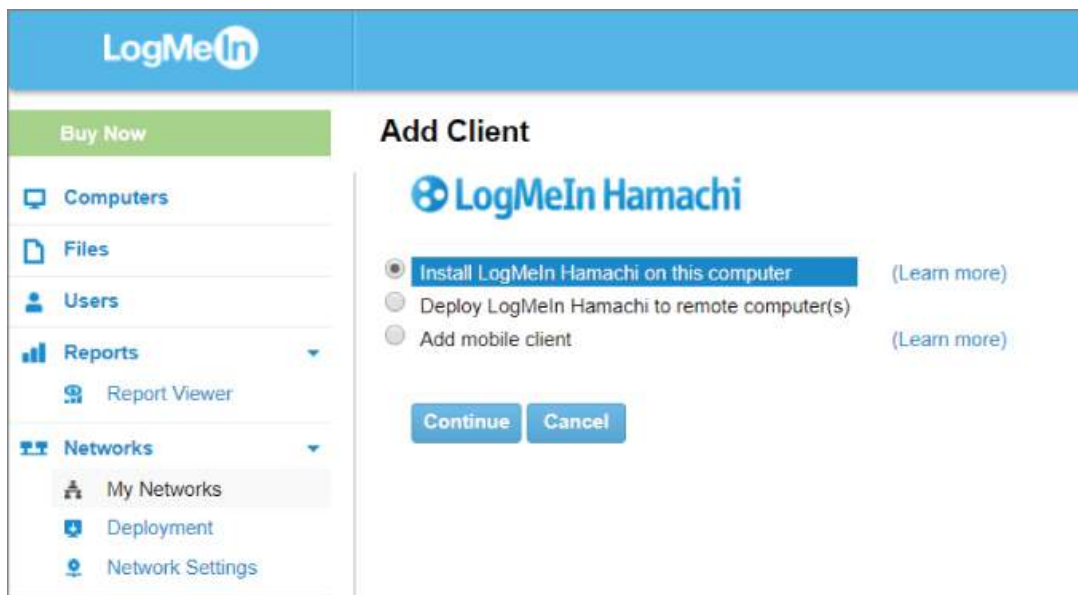 LogMeIn
Buy Now
Computers
Files
Users
Reports
Report Viewer
Networks
My Networks
Deployment
Network Settings
Add Client
LogMeIn Hamachi
Install LogMeIn Hamachi on this computer (Learn more)
Deploy LogMeIn Hamachi to remote computer(s)
Add mobile client (Learn more)
Continue Cancel